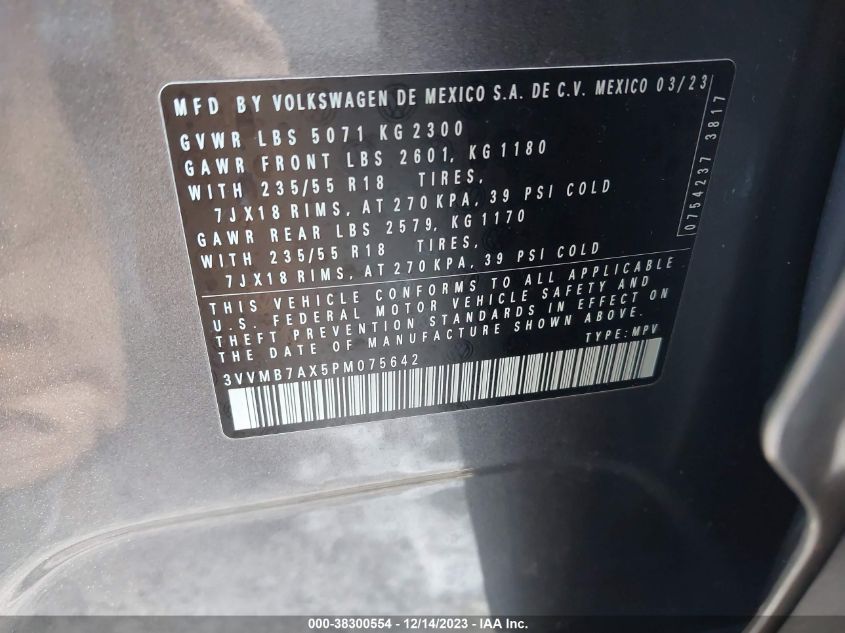 MFD BY VOLKSWAGEN DE MEXICO S.A. DE C.V. MEXICO 03/23
GVWR LBS 5071 KG 2300
GAWR FRONT LBS 2601, KG 1180
WITH 235/55 R18 TIRES,
7JX18 RIMS, AT 270 KPA, 39 PSI COLD
GAWR REAR LBS 2579, KG 1170
WITH 235/55 R18 TIRES,
7JX18 RIMS, AT 270 KPA, 39 PSI COLD
0754237 3817
THIS VEHICLE CONFORMS TO ALL APPLICABLE
U.S. FEDERAL MOTOR VEHICLE SAFETY AND
THEFT PREVENTION STANDARDS IN EFFECT ON
THE DATE OF MANUFACTURE SHOWN ABOVE.
TYPE: MPV
3VVMB7AX5PM075642
000-38300554 - 12/14/2023 - IAA Inc.